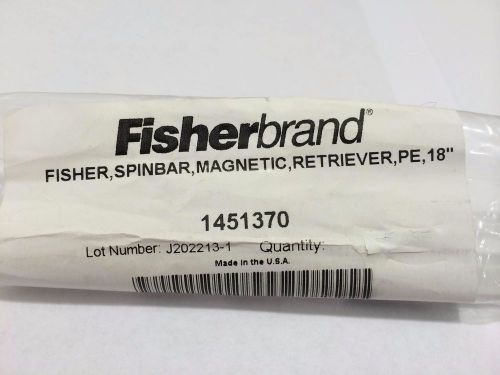 Fisherbrand®
FISHER,SPINBAR,MAGNETIC,RETRIEVER,PE,18"
1451370
Lot Number: J202213-1 Quantity:
Made in the U.S.A.